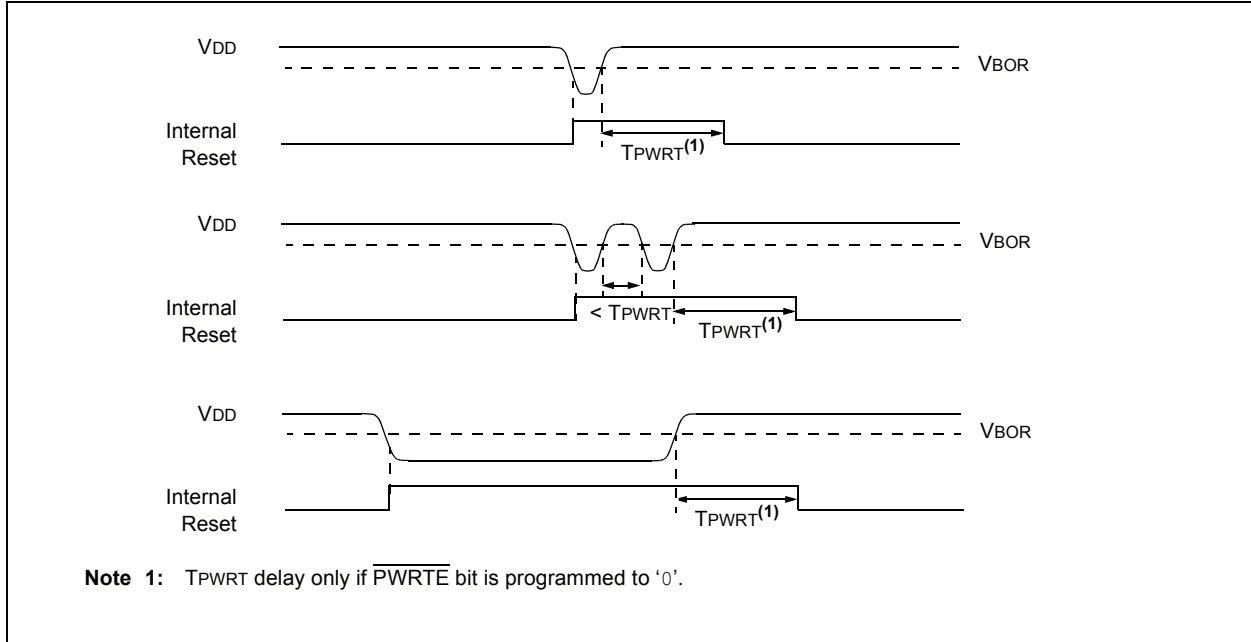 VDD
VBOR
Internal
Reset
TPWRT(1)
VDD
VBOR
Internal
Reset
< TPWRT
TPWRT(1)
VDD
VBOR
Internal
Reset
TPWRT(1)
Note 1: TPWRT delay only if PWRTE bit is programmed to ‘0’.